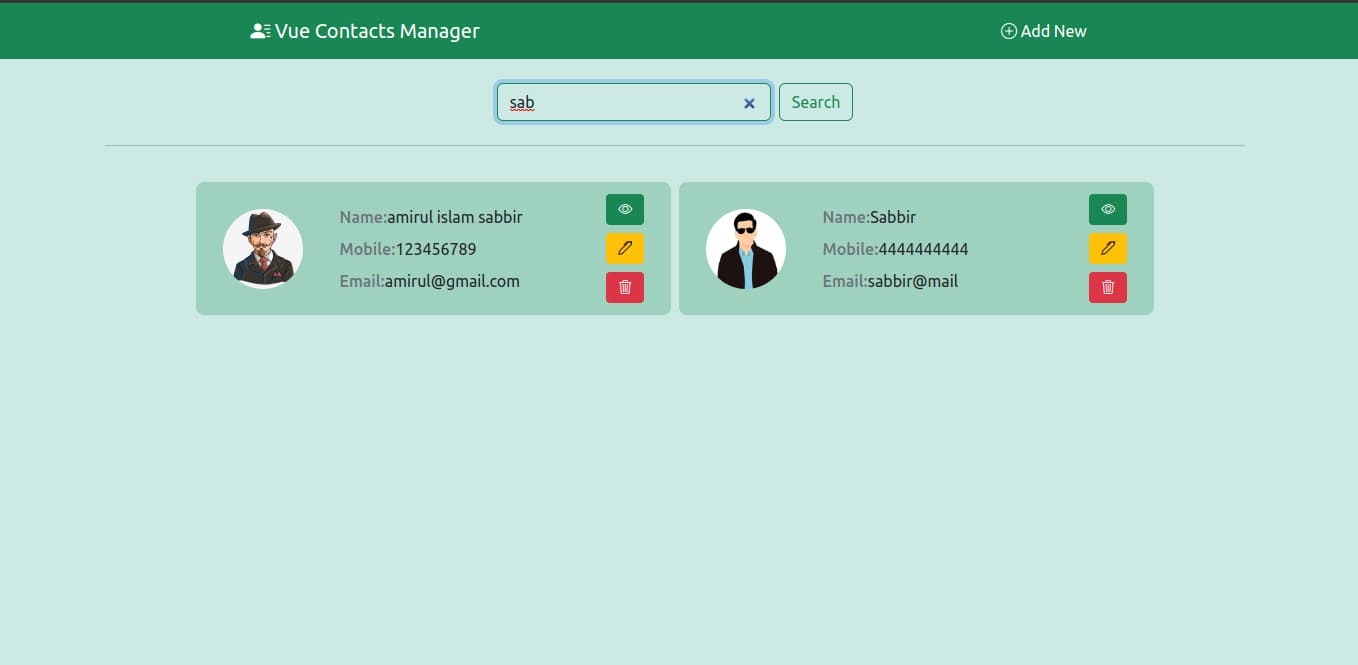 Vue Contacts Manager
Add New
sab
Search
Name:amirul islam sabbir
Mobile:123456789
Email:amirul@gmail.com
Name:Sabbir
Mobile:4444444444
Email:sabbir@mail